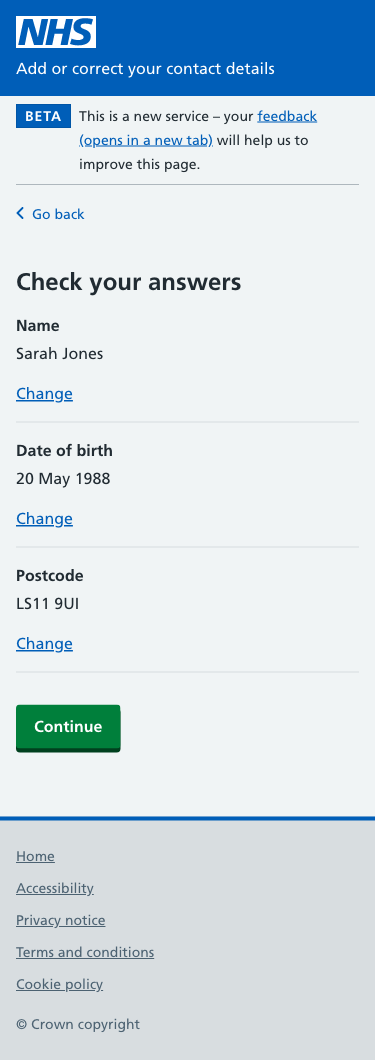 NHS
Add or correct your contact details
BETA This is a new service – your feedback
(opens in a new tab) will help us to
improve this page.
Go back
Check your answers
Name
Sarah Jones
Change
Date of birth
20 May 1988
Change
Postcode
LS11 9UI
Change
Continue
Home
Accessibility
Privacy notice
Terms and conditions
Cookie policy
© Crown copyright